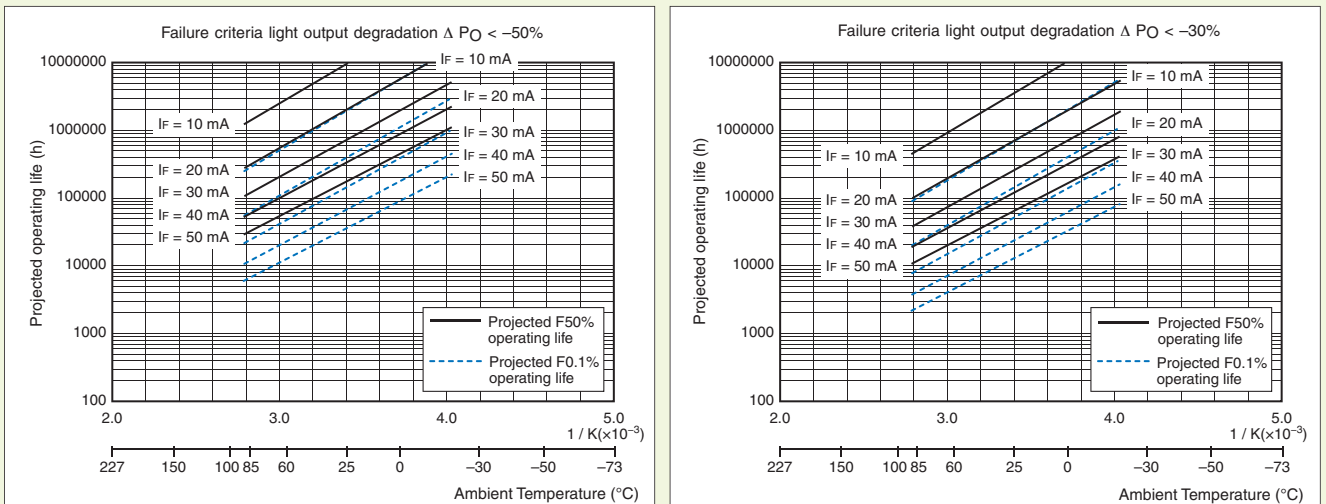 Failure criteria light output degradation Δ PO < –50%
Projected operating life (h)
10000000
1000000
100000
10000
1000
100
IF = 10 mA
IF = 20 mA
IF = 30 mA
IF = 40 mA
IF = 50 mA
IF = 10 mA
IF = 20 mA
IF = 30 mA
IF = 40 mA
IF = 50 mA
Projected F50%
operating life
Projected F0.1%
operating life
2.0 3.0 4.0 5.0
1 / K(×10–3)
227 150 100 85 60 25 0 –30 –50 –73
Ambient Temperature (°C)
Failure criteria light output degradation Δ PO < –30%
Projected operating life (h)
10000000
1000000
100000
10000
1000
100
IF = 10 mA
IF = 20 mA
IF = 30 mA
IF = 40 mA
IF = 50 mA
IF = 10 mA
IF = 20 mA
IF = 30 mA
IF = 40 mA
IF = 50 mA
Projected F50%
operating life
Projected F0.1%
operating life
2.0 3.0 4.0 5.0
1 / K(×10–3)
227 150 100 85 60 25 0 –30 –50 –73
Ambient Temperature (°C)